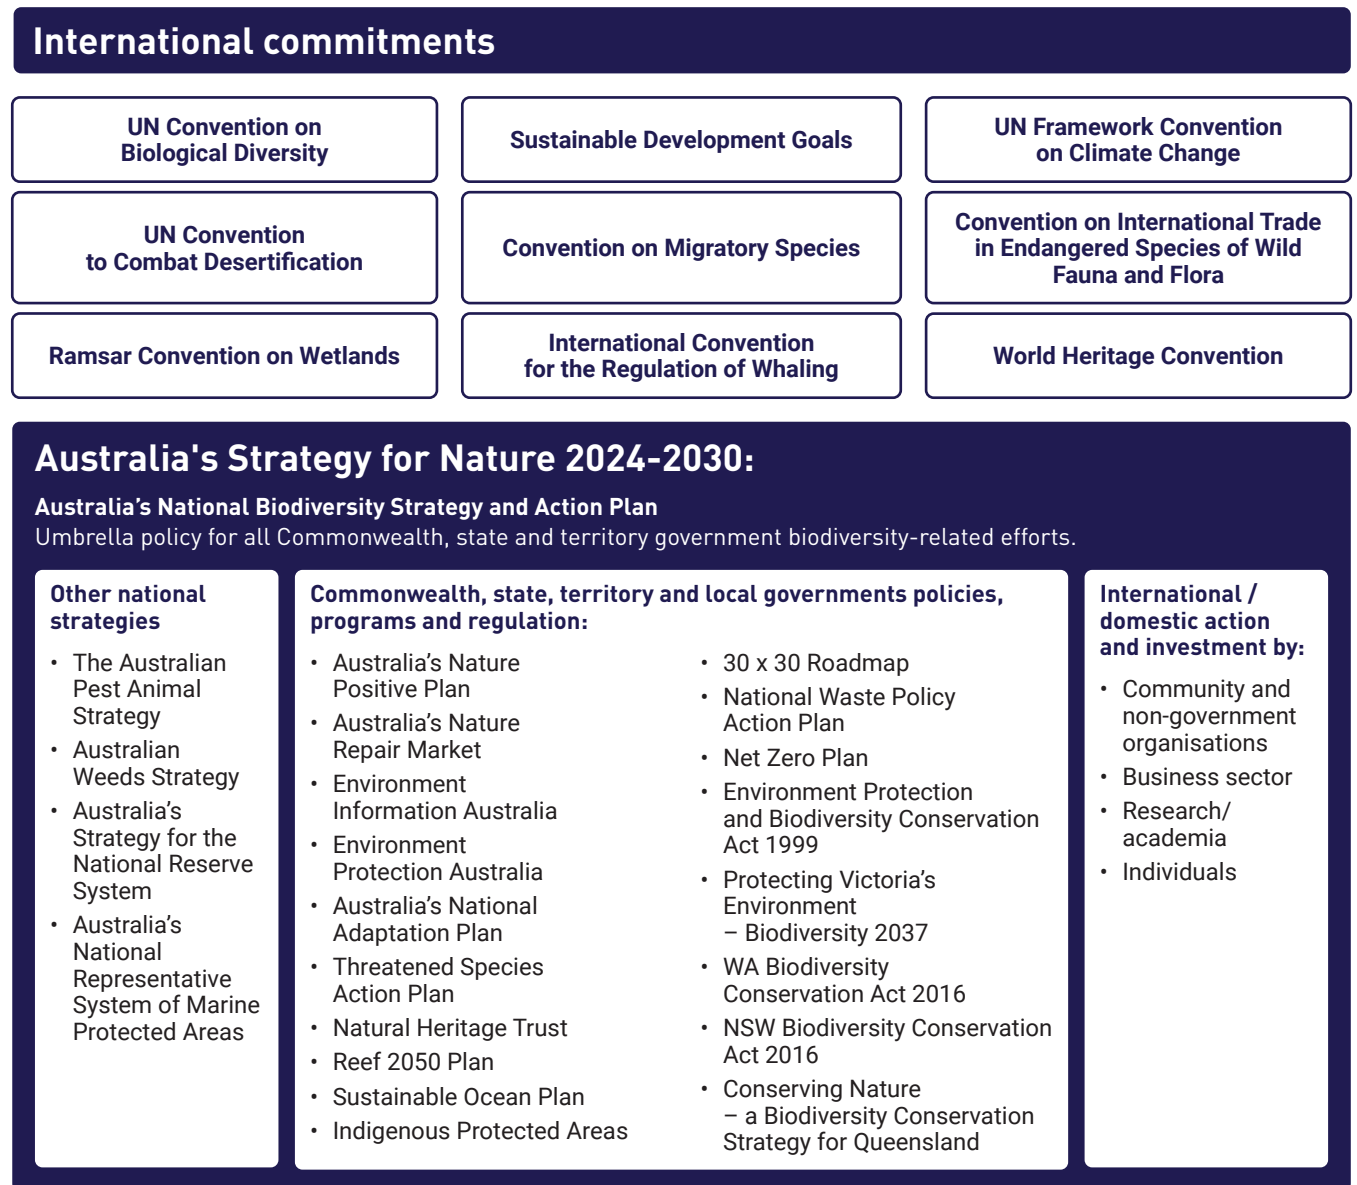 International commitments
UN Convention on
Biological Diversity
Sustainable Development Goals
UN Framework Convention
on Climate Change
UN Convention
to Combat Desertification
Convention on Migratory Species
Convention on International Trade
in Endangered Species of Wild
Fauna and Flora
Ramsar Convention on Wetlands
International Convention
for the Regulation of Whaling
World Heritage Convention
Australia's Strategy for Nature 2024-2030:
Australia’s National Biodiversity Strategy and Action Plan
Umbrella policy for all Commonwealth, state and territory government biodiversity-related efforts.
Other national
strategies
• The Australian
Pest Animal
Strategy
• Australian
Weeds Strategy
• Australia’s
Strategy for the
National Reserve
System
• Australia’s
National
Representative
System of Marine
Protected Areas
Commonwealth, state, territory and local governments policies,
programs and regulation:
• Australia’s Nature
Positive Plan
• Australia’s Nature
Repair Market
• Environment
Information Australia
• Environment
Protection Australia
• Australia’s National
Adaptation Plan
• Threatened Species
Action Plan
• Natural Heritage Trust
• Reef 2050 Plan
• Sustainable Ocean Plan
• Indigenous Protected Areas
• 30 x 30 Roadmap
• National Waste Policy
Action Plan
• Net Zero Plan
• Environment Protection
and Biodiversity Conservation
Act 1999
• Protecting Victoria’s
Environment
– Biodiversity 2037
• WA Biodiversity
Conservation Act 2016
• NSW Biodiversity Conservation
Act 2016
• Conserving Nature
– a Biodiversity Conservation
Strategy for Queensland
International /
domestic action
and investment by:
• Community and
non-government
organisations
• Business sector
• Research/
academia
• Individuals